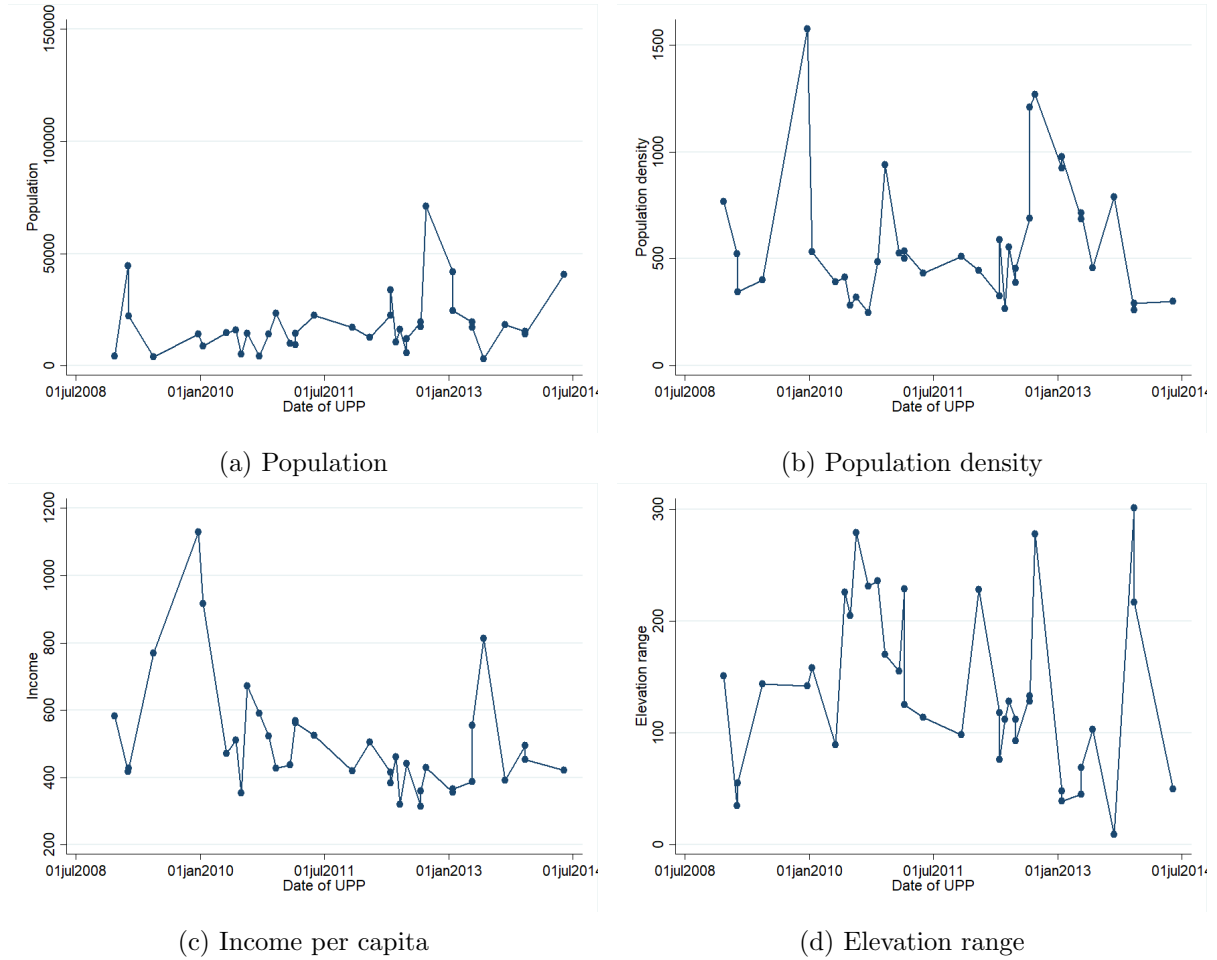 150000
100000
50000
0
Population
01jul2008 01jan2010 01jul2011 01jan2013 01jul2014
Date of UPP
(a) Population
1500
1000
500
0
Population density
01jul2008 01jan2010 01jul2011 01jan2013 01jul2014
Date of UPP
(b) Population density
1200
1000
800
600
400
200
Income
01jul2008 01jan2010 01jul2011 01jan2013 01jul2014
Date of UPP
(c) Income per capita
300
200
100
0
Elevation range
01jul2008 01jan2010 01jul2011 01jan2013 01jul2014
Date of UPP
(d) Elevation range